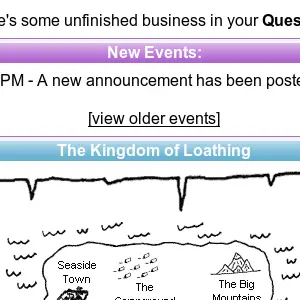 e's some unfinished business in your Ques
New Events:
PM - A new announcement has been poste
[view older events]
The Kingdom of Loathing
Seaside
Town
The
The Big
Mountains